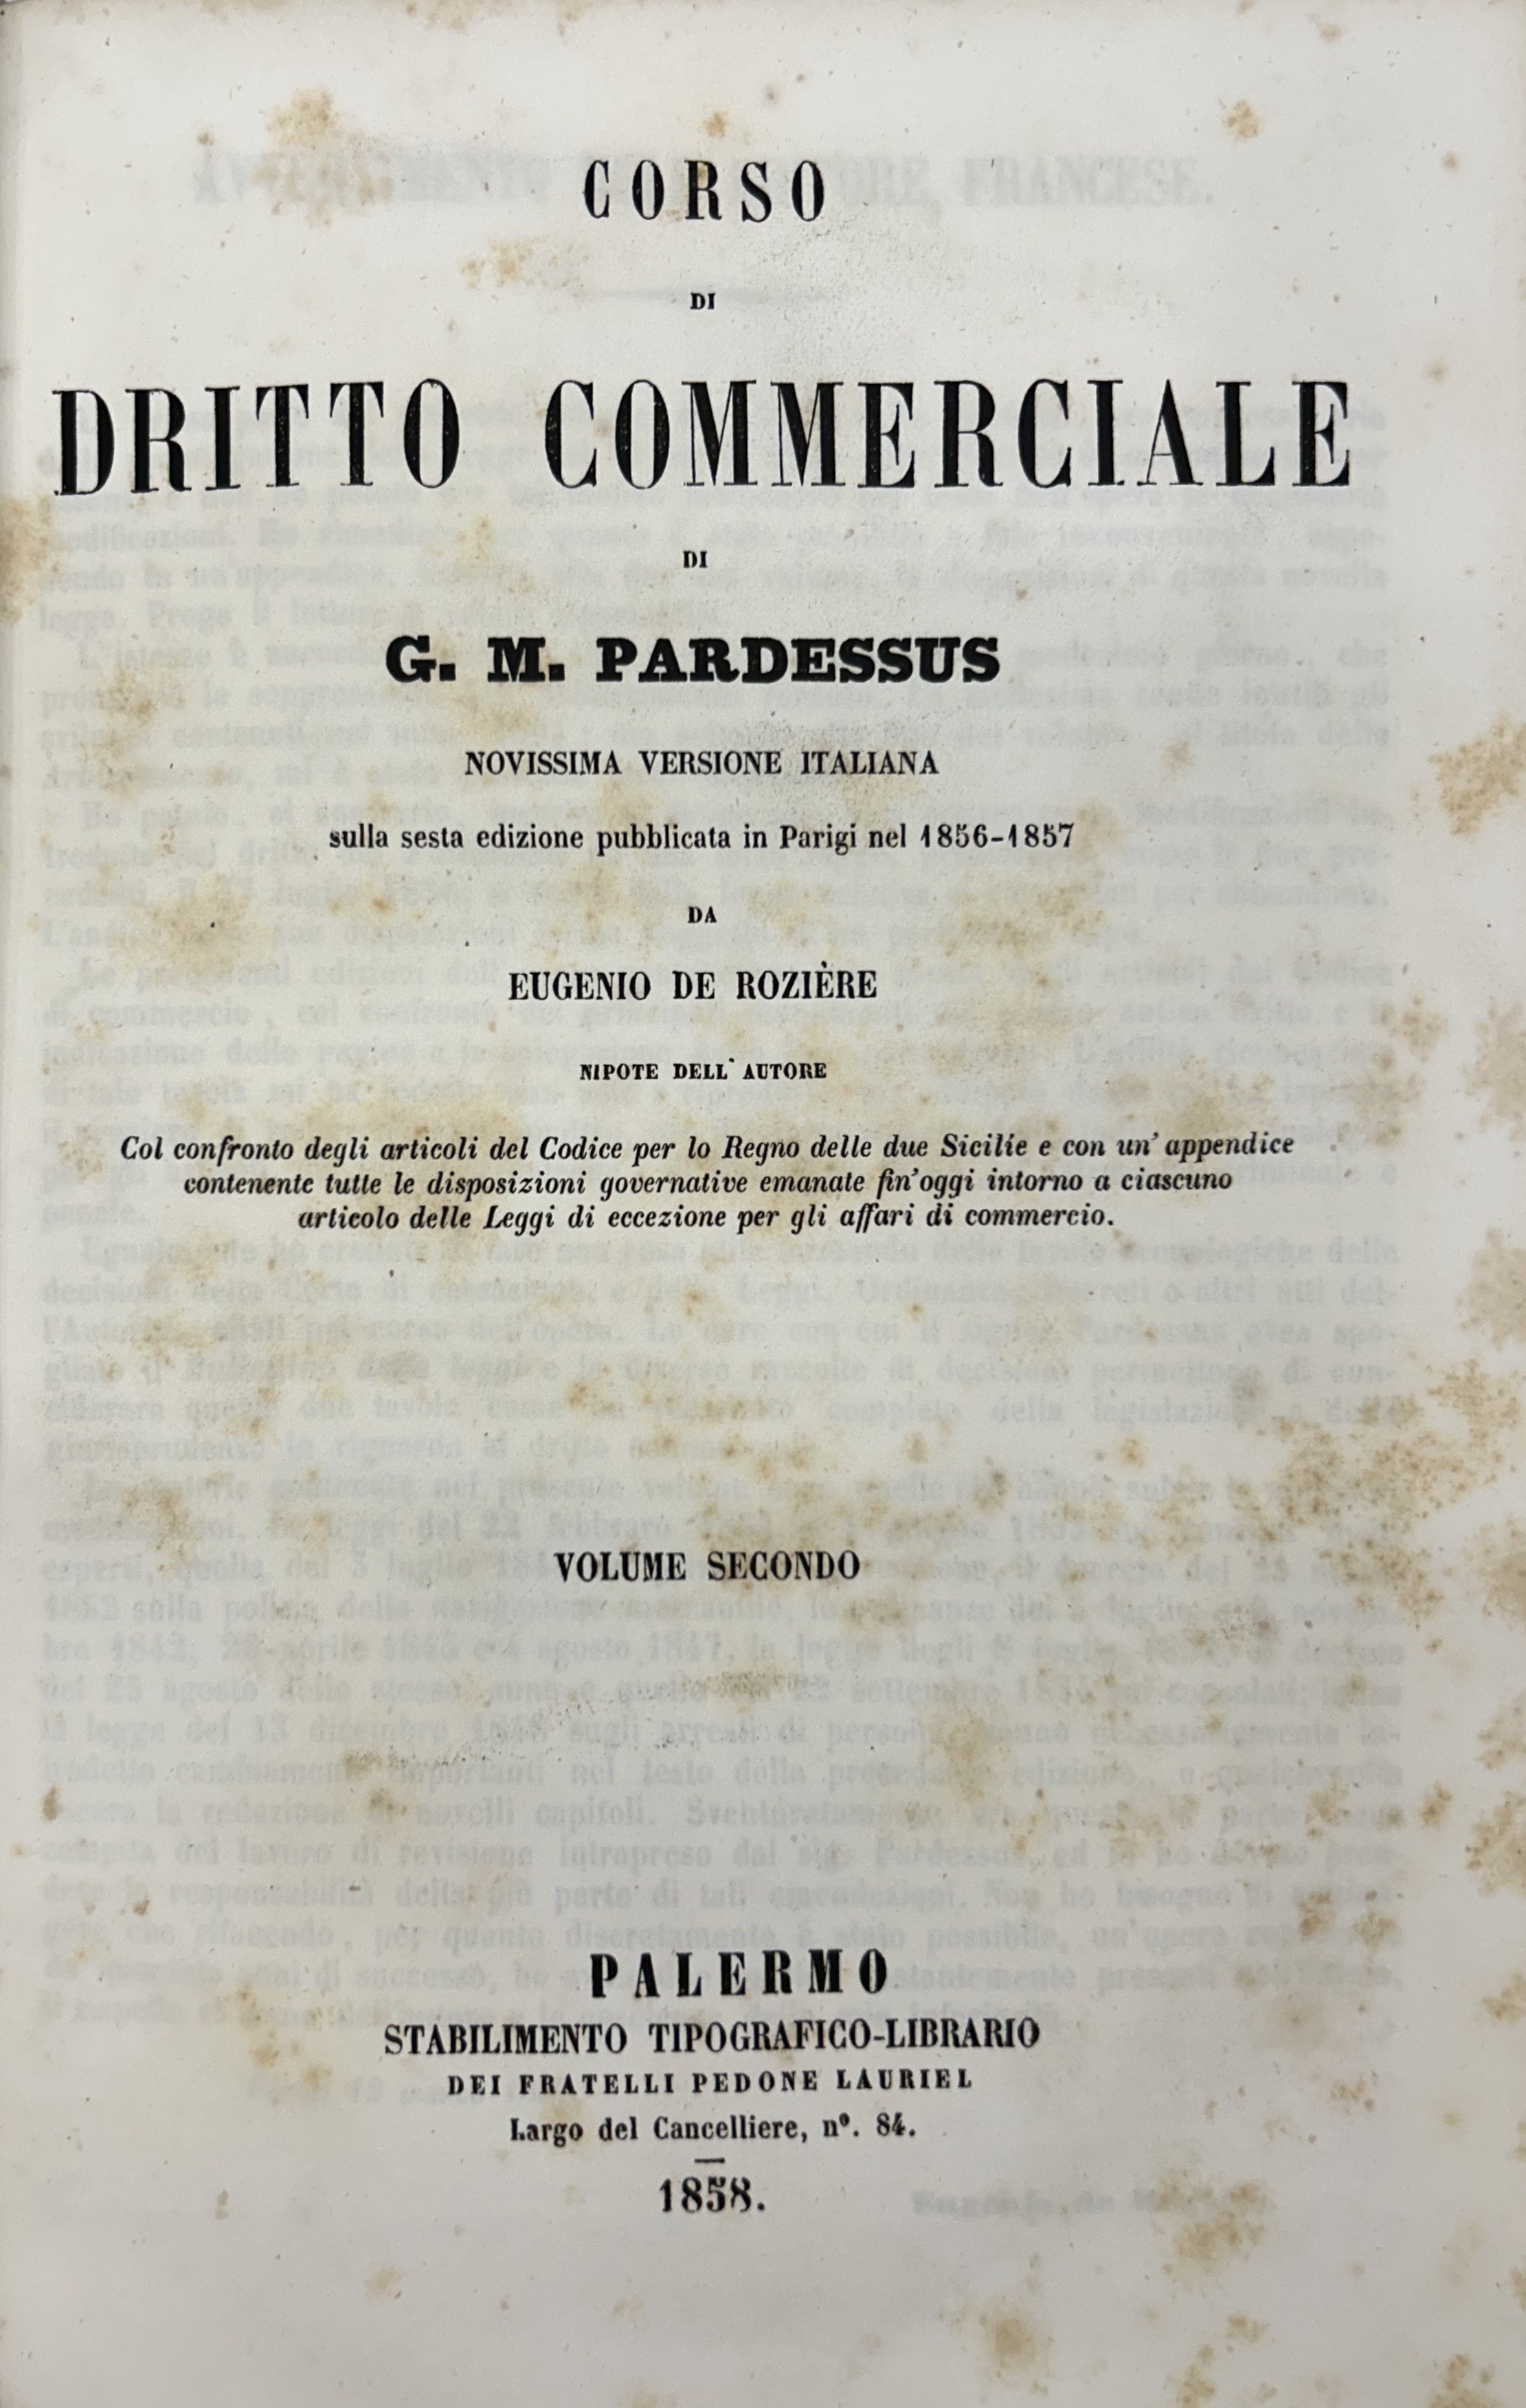 CORSO
DI
DRITTO COMMERCIALE
DI
G. M. PARDESSUS
NOVISSIMA VERSIONE ITALIANA
sulla sesta edizione pubblicata in Parigi nel 1856-1857
DA
EUGENIO DE ROZIÈRE
NIPOTE DELL' AUTORE
Col confronto degli articoli del Codice per lo Regno delle due Sicilie e con un' appendice
contenente tutte le disposizioni governative emanate fin'oggi intorno a ciascuno
articolo delle Leggi di eccezione per gli affari di commercio.
VOLUME SECONDO
PALERMO
STABILIMENTO TIPOGRAFICO-LIBRARIO
DEI FRATELLI PEDONE LAURIEL
Largo del Cancelliere, nº. 84.
1858.